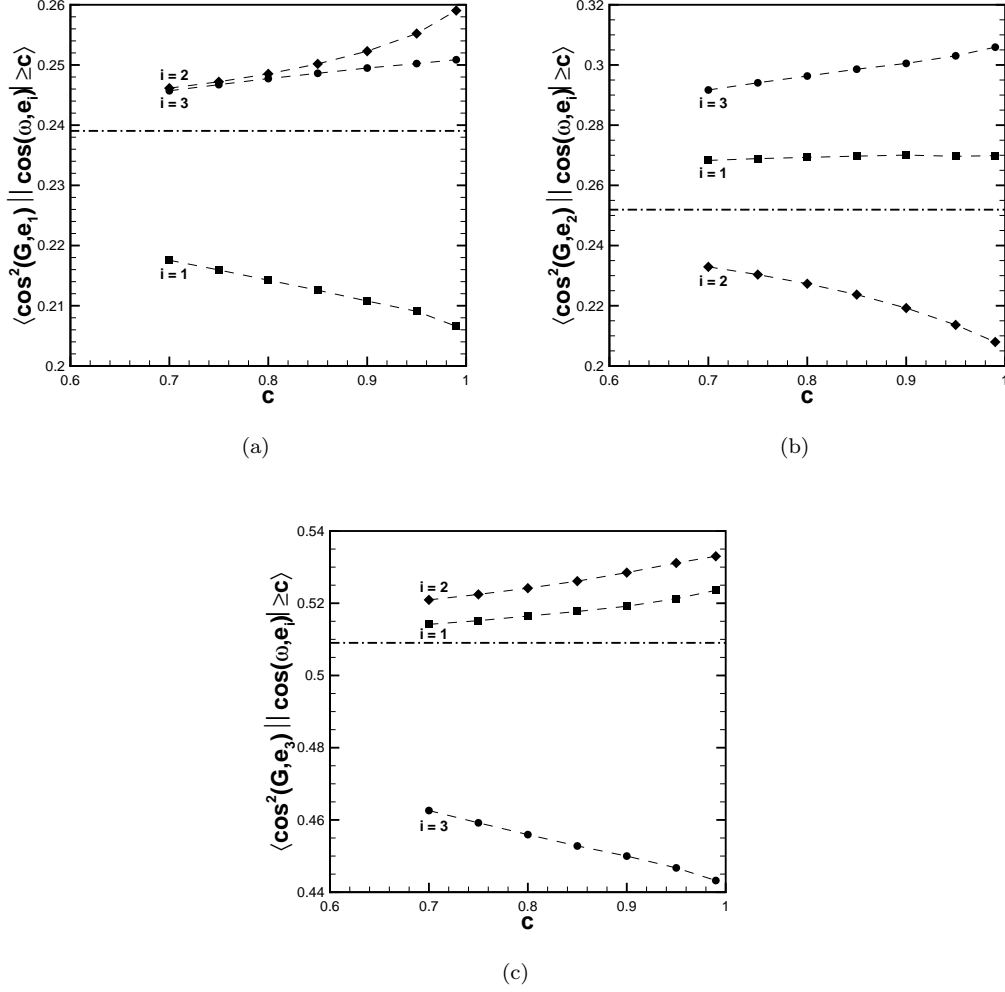 ⟨cos²(G,e₁) || cos(ω,eᵢ)| ≥c⟩
0.26
0.25
0.24
0.23
0.22
0.21
0.2
i = 2
i = 3
i = 1
0.6
0.7
0.8
0.9
1
c
(a)
⟨cos²(G,e₂) || cos(ω,eᵢ)| ≥c⟩
0.32
0.3
0.28
0.26
0.24
0.22
0.2
i = 3
i = 1
i = 2
0.6
0.7
0.8
0.9
1
c
(b)
⟨cos²(G,e₃) || cos(ω,eᵢ)| ≥c⟩
0.54
0.52
0.5
0.48
0.46
0.44
i = 2
i = 1
i = 3
0.6
0.7
0.8
0.9
1
c
(c)